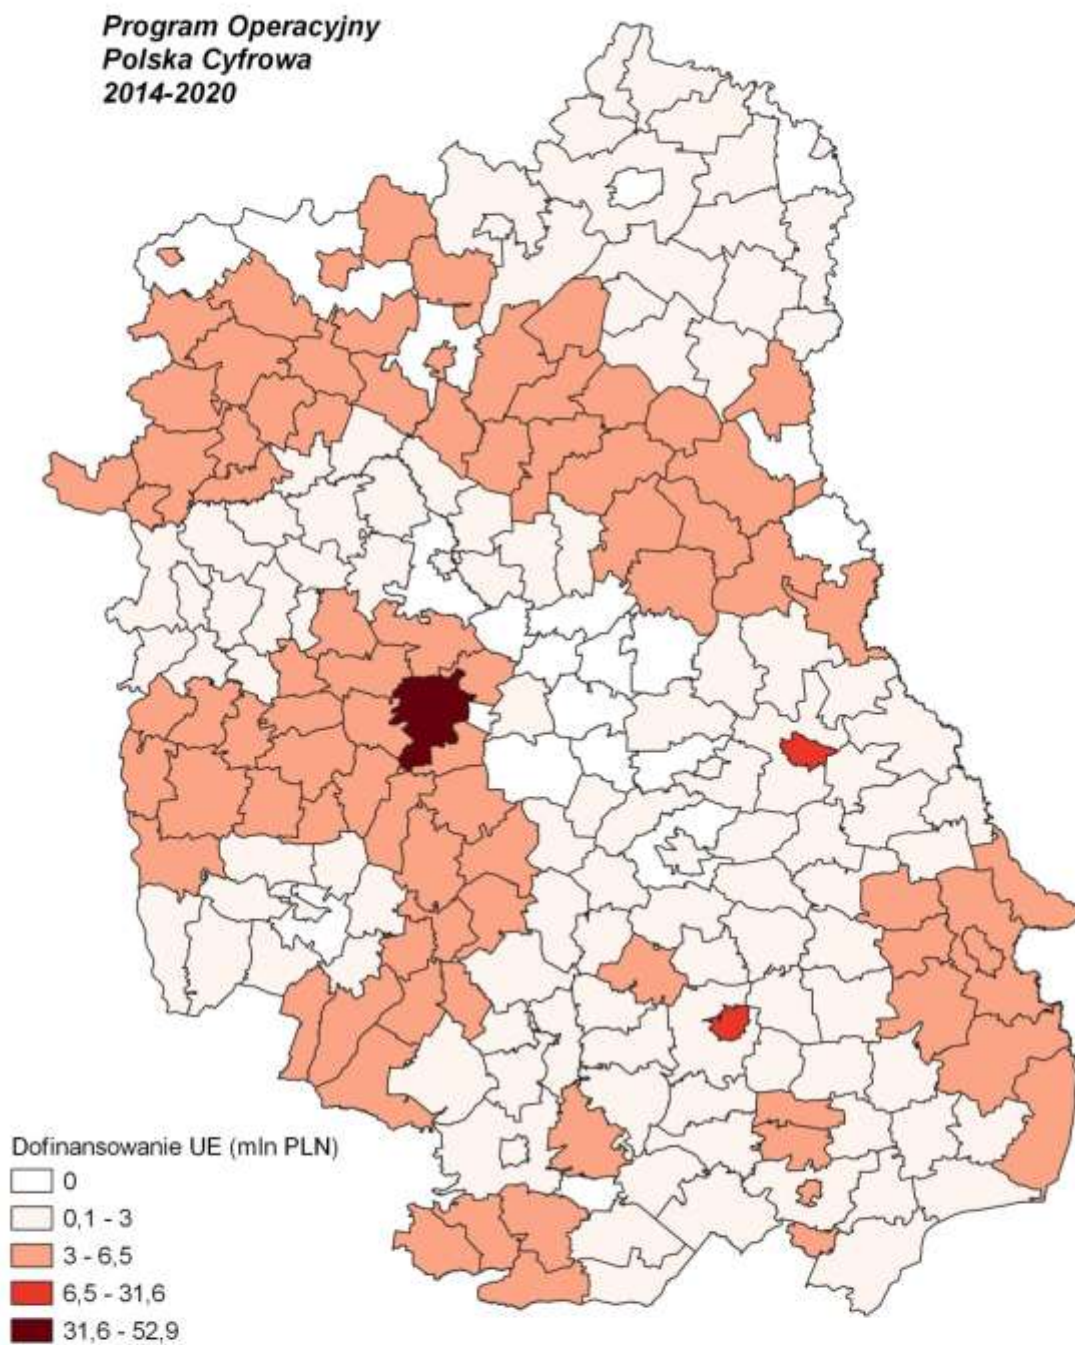 Program Operacyjny
Polska Cyfrowa
2014-2020
Dofinansowanie UE (mln PLN)
0
0,1 - 3
3 - 6,5
6,5 - 31,6
31,6 - 52,9